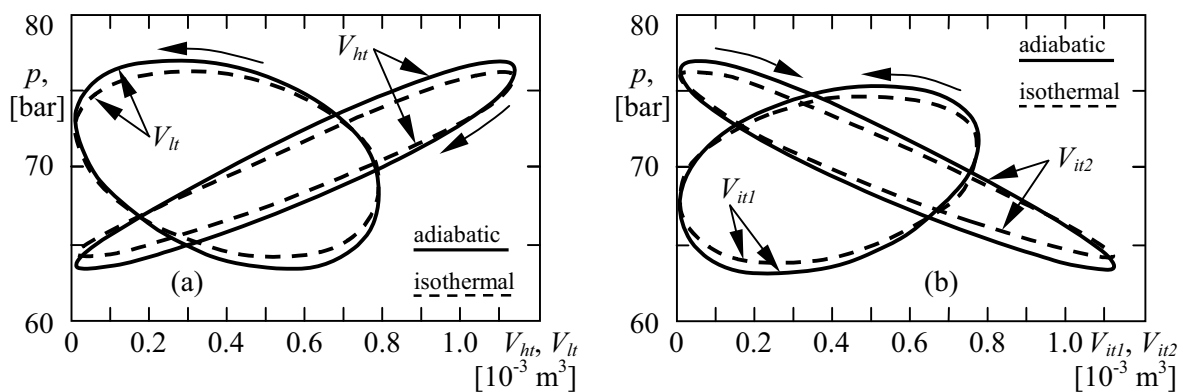 80
p,
[bar]
70
60
V_ht
V_lt
adiabatic
isothermal
(a)
0 0.2 0.4 0.6 0.8 1.0 V_ht, V_lt
[10⁻³ m³]
80
p,
[bar]
70
60
adiabatic
isothermal
V_it2
V_it1
(b)
0 0.2 0.4 0.6 0.8 1.0 V_it1, V_it2
[10⁻³ m³]